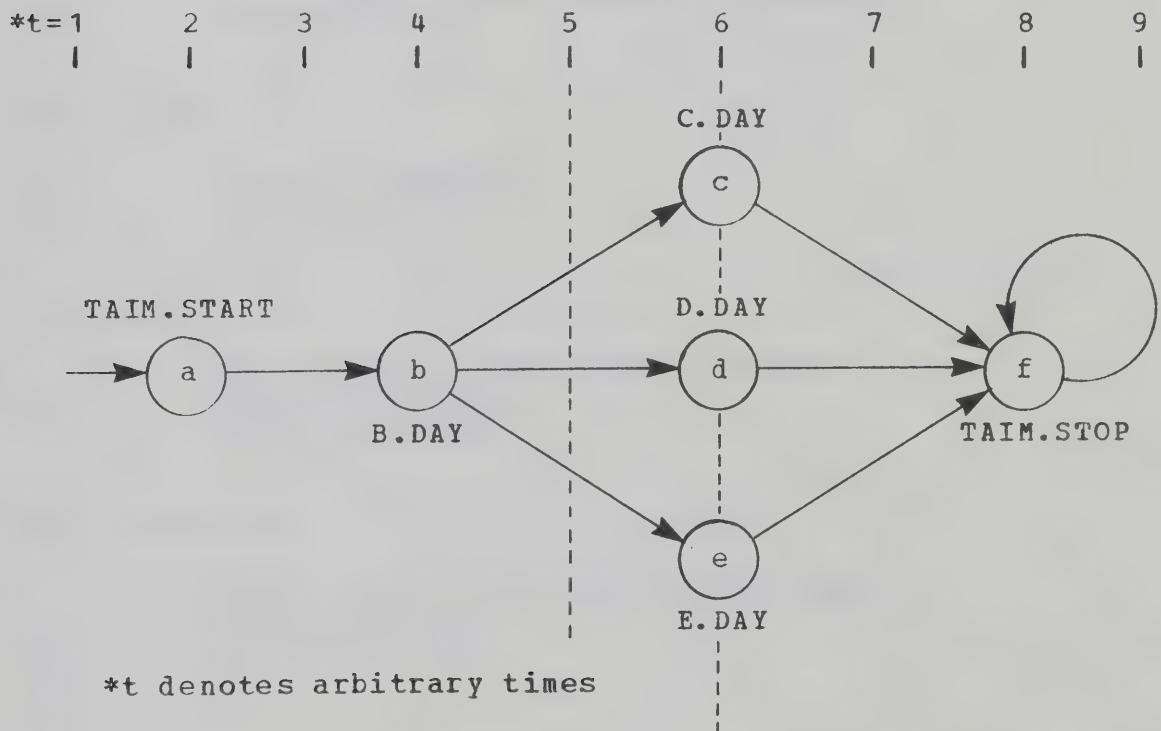 *t= 1 2 3 4 5 6 7 8 9
C.DAY
c
TAIM.START
D.DAY
a
b
d
f
B.DAY
TAIM.STOP
e
E.DAY
*t denotes arbitrary times